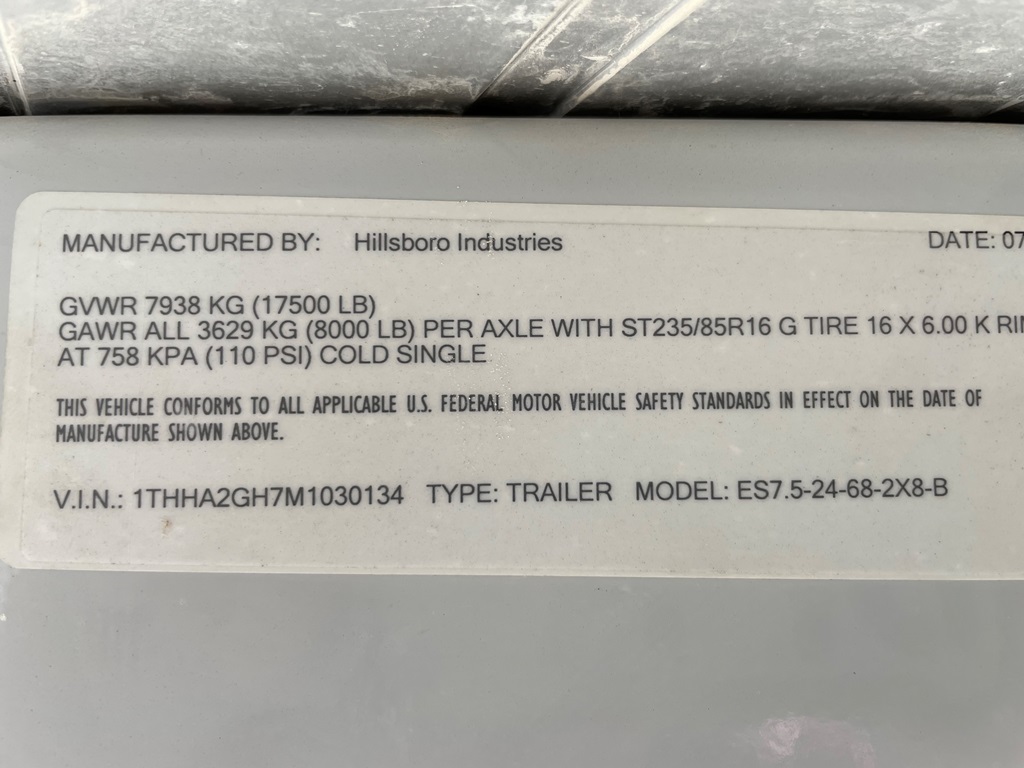 MANUFACTURED BY: Hillsboro Industries DATE: 07
GVWR 7938 KG (17500 LB)
GAWR ALL 3629 KG (8000 LB) PER AXLE WITH ST235/85R16 G TIRE 16 X 6.00 K RI
AT 758 KPA (110 PSI) COLD SINGLE
THIS VEHICLE CONFORMS TO ALL APPLICABLE U.S. FEDERAL MOTOR VEHICLE SAFETY STANDARDS IN EFFECT ON THE DATE OF
MANUFACTURE SHOWN ABOVE.
V.I.N.: 1THHA2GH7M1030134 TYPE: TRAILER MODEL: ES7.5-24-68-2X8-B